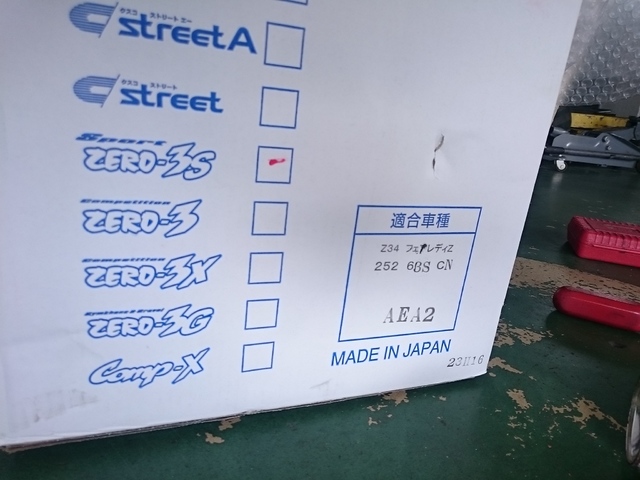 クスコ ストリート エー
street A
クスコ ストリート
street
Sport
ZERO-3S
Competition
ZERO-3
Competition
ZERO-3X
ZERO-3G
Comp-X
適合車種
Z34 フェアレディZ
252 6BS CN
AEA2
MADE IN JAPAN